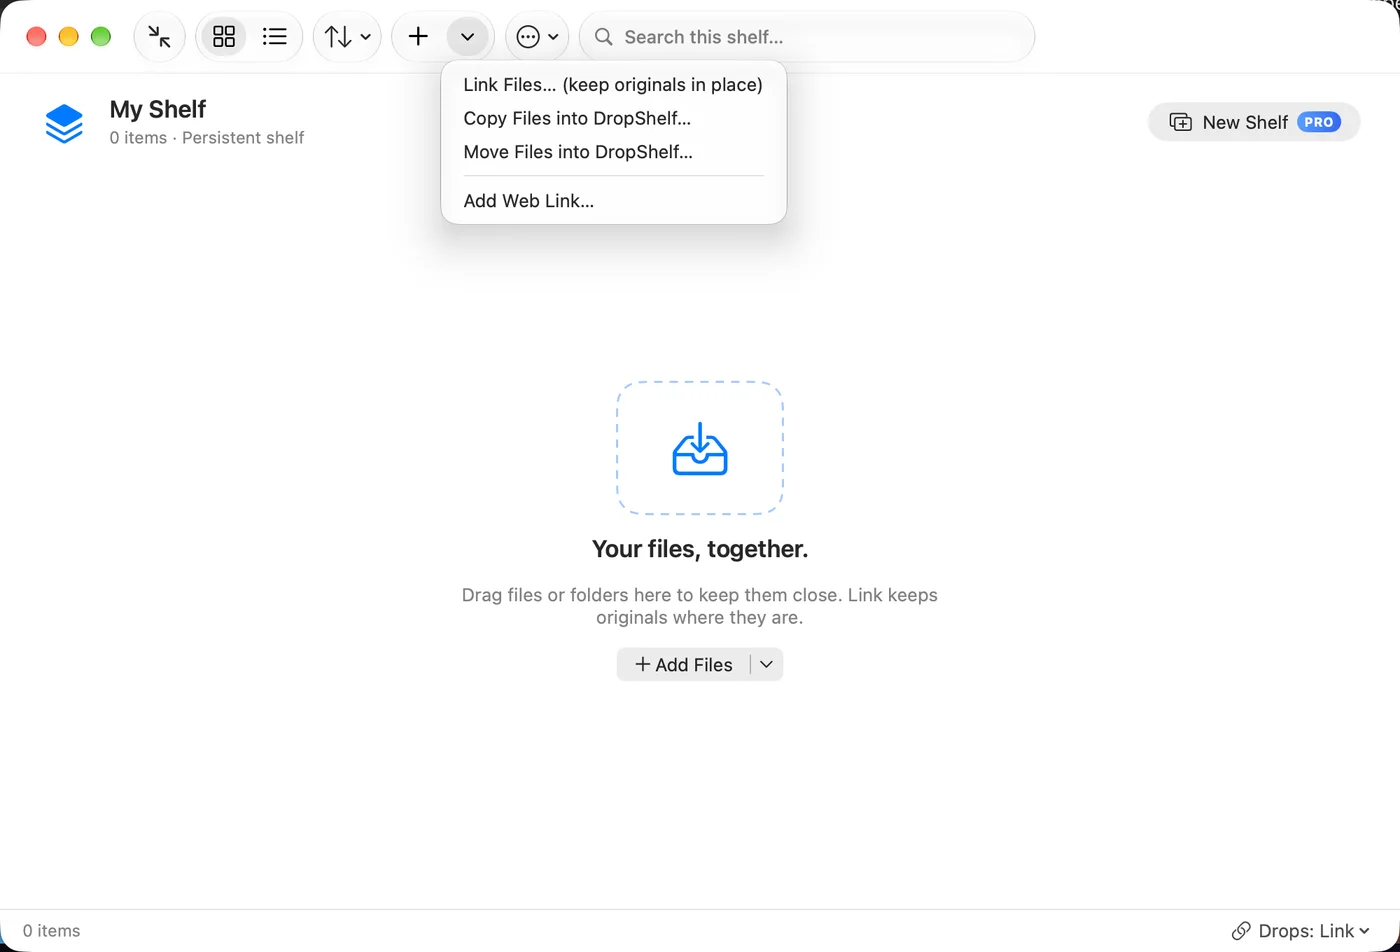 Search this shelf...
Link Files... (keep originals in place)
Copy Files into DropShelf...
Move Files into DropShelf...
Add Web Link...
My Shelf
0 items · Persistent shelf
New Shelf PRO
Your files, together.
Drag files or folders here to keep them close. Link keeps
originals where they are.
Add Files
0 items
Drops: Link